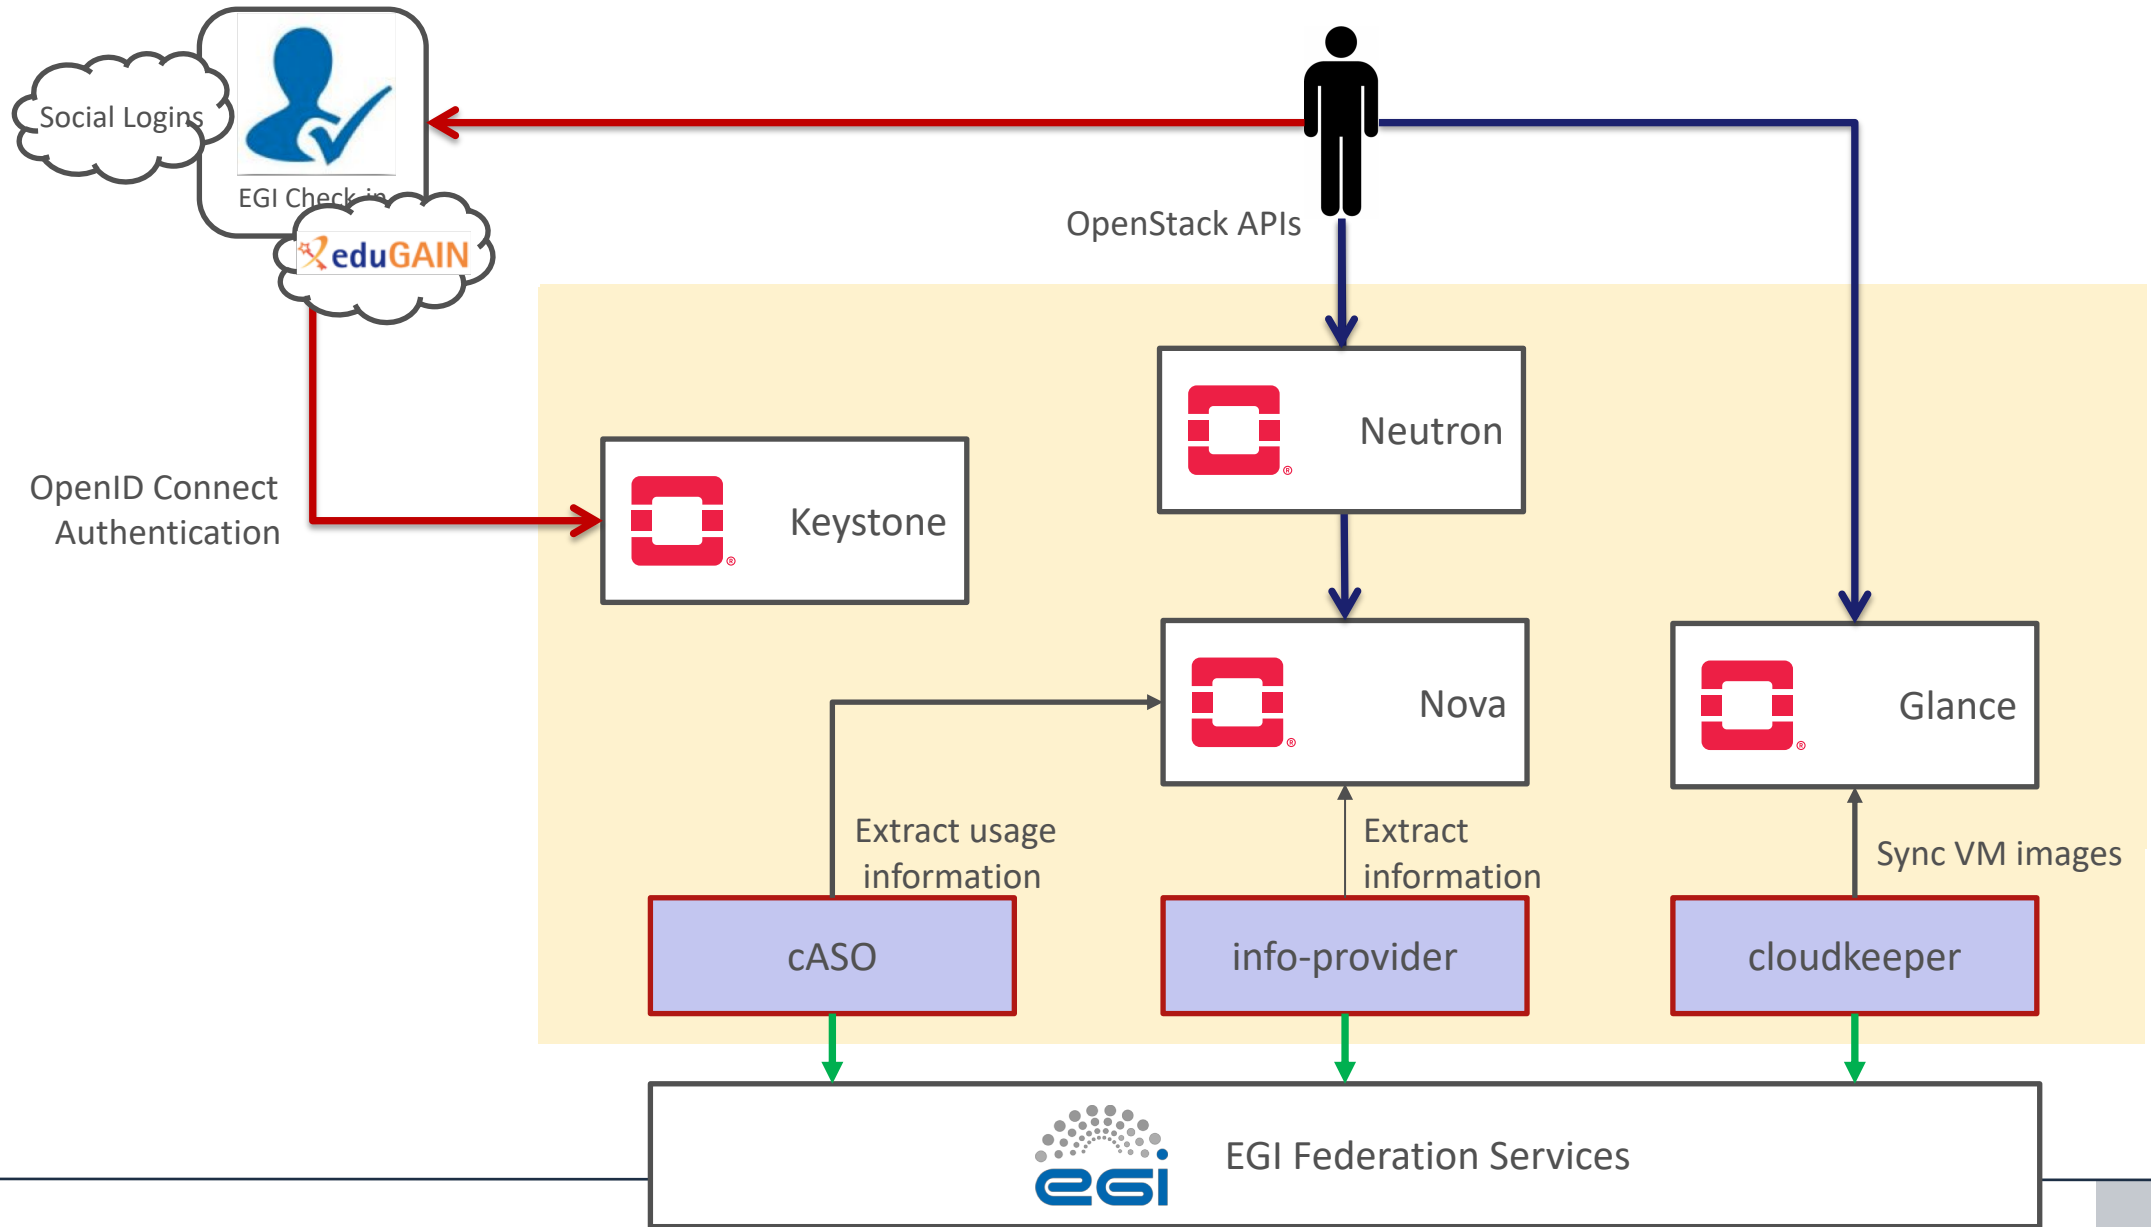 Social Logins
EGI Check-in
eduGAIN
OpenStack APIs
Neutron
OpenID Connect
Authentication
Keystone
Nova
Glance
Extract usage
information
Extract
information
Sync VM images
cASO
info-provider
cloudkeeper
egi
EGI Federation Services